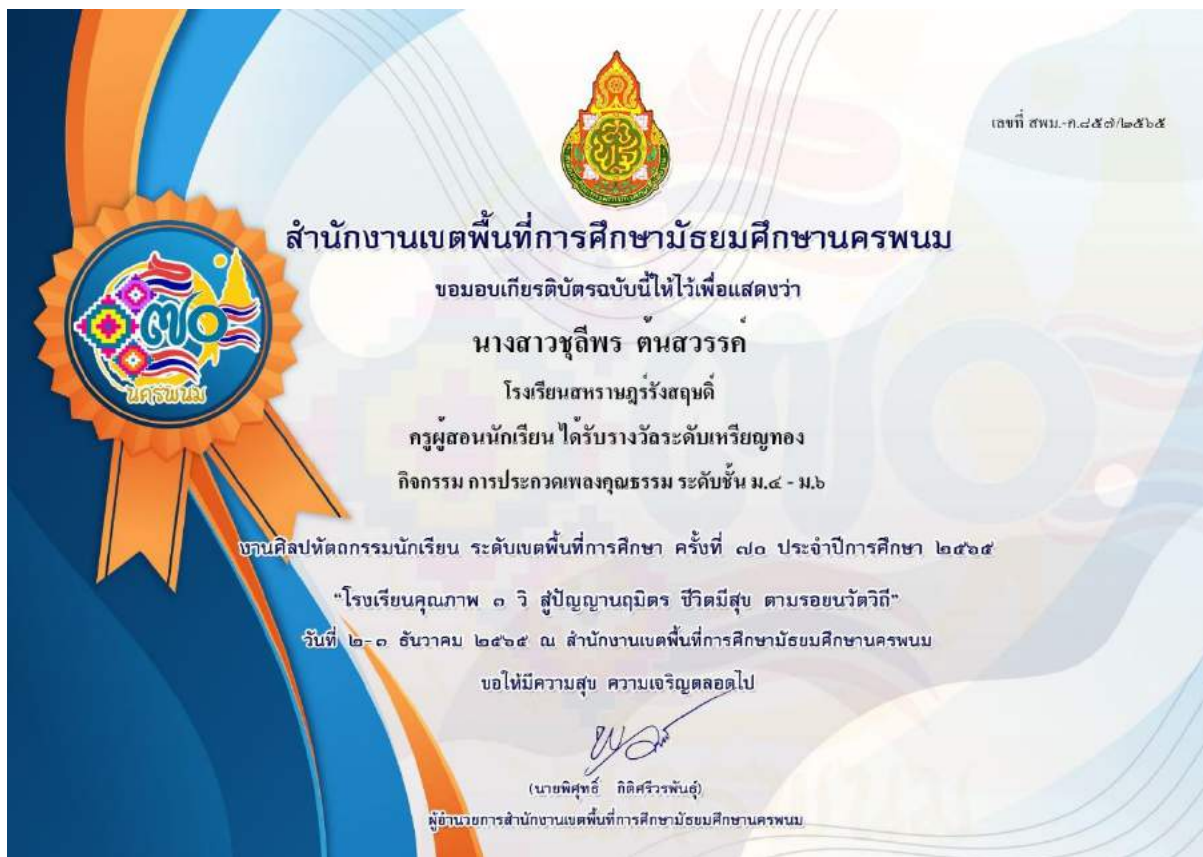 เลขที่ สพม.-ก.๘๕๗/๒๕๖๕
สำนักงานเขตพื้นที่การศึกษามัธยมศึกษานครพนม
ขอมอบเกียรติบัตรฉบับนี้ให้ไว้เพื่อแสดงว่า
นางสาวชุลีพร ต้นสวรรค์
โรงเรียนสหราษฎร์รังสฤษดิ์
ครูผู้สอนนักเรียน ได้รับรางวัลระดับเหรียญทอง
กิจกรรม การประกวดเพลงคุณธรรม ระดับชั้น ม.๔ - ม.๖
๗๐
นครพนม
งานศิลปหัตถกรรมนักเรียน ระดับเขตพื้นที่การศึกษา ครั้งที่ ๗๐ ประจำปีการศึกษา ๒๕๖๕
“โรงเรียนคุณภาพ ๓ วิ สู่ปัญญานฤมิตร ชีวิตมีสุข ตามรอยนวัตวิถี”
วันที่ ๒-๓ ธันวาคม ๒๕๖๕ ณ สำนักงานเขตพื้นที่การศึกษามัธยมศึกษานครพนม
ขอให้มีความสุข ความเจริญตลอดไป
(นายพิศุทธิ์ กิติศรีวรพันธุ์)
ผู้อำนวยการสำนักงานเขตพื้นที่การศึกษามัธยมศึกษานครพนม